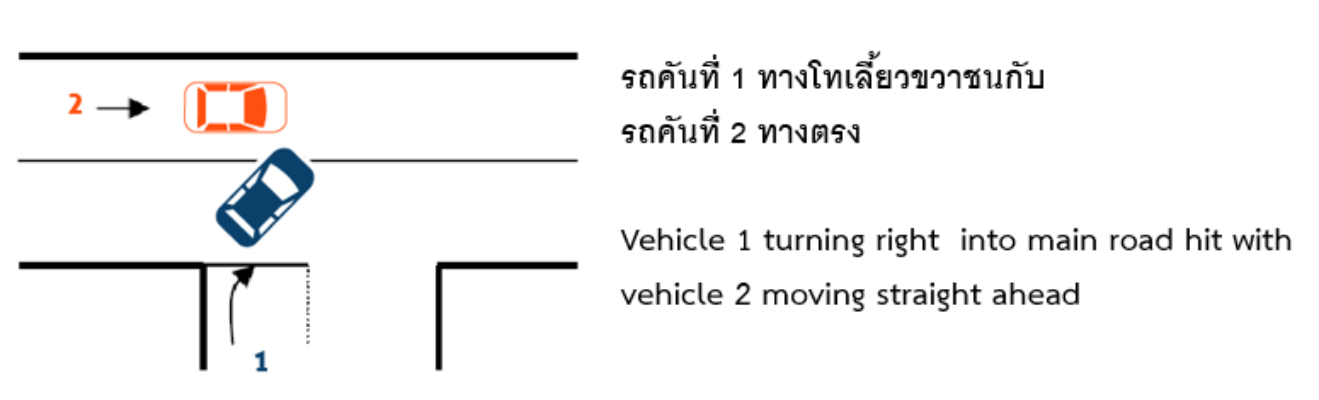 2
1
รถคันที่ 1 ทางโทเลี้ยวขวาชนกับ
รถคันที่ 2 ทางตรง
Vehicle 1 turning right into main road hit with
vehicle 2 moving straight ahead